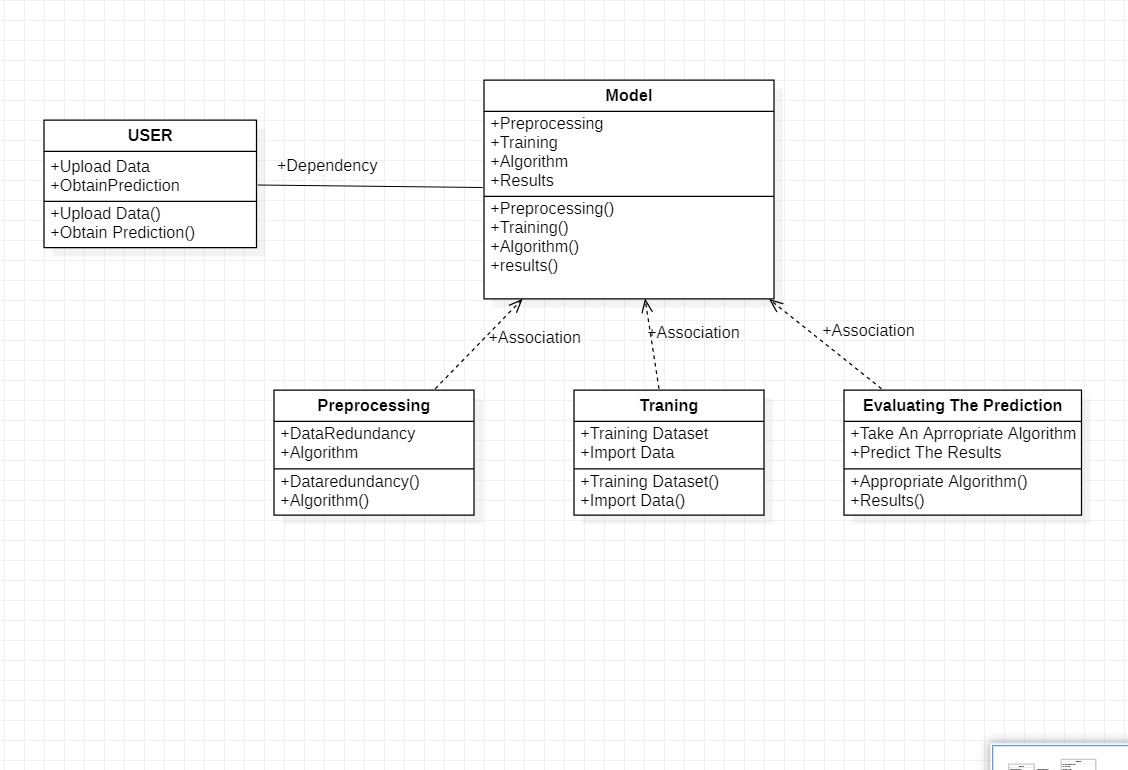 USER
+Upload Data
+ObtainPrediction
+Upload Data()
+Obtain Prediction()
+Dependency
Model
+Preprocessing
+Training
+Algorithm
+Results
+Preprocessing()
+Training()
+Algorithm()
+results()
+Association
+Association
+Association
Preprocessing
+DataRedundancy
+Algorithm
+Dataredundancy()
+Algorithm()
Traning
+Training Dataset
+Import Data
+Training Dataset()
+Import Data()
Evaluating The Prediction
+Take An Aprropriate Algorithm
+Predict The Results
+Appropriate Algorithm()
+Results()